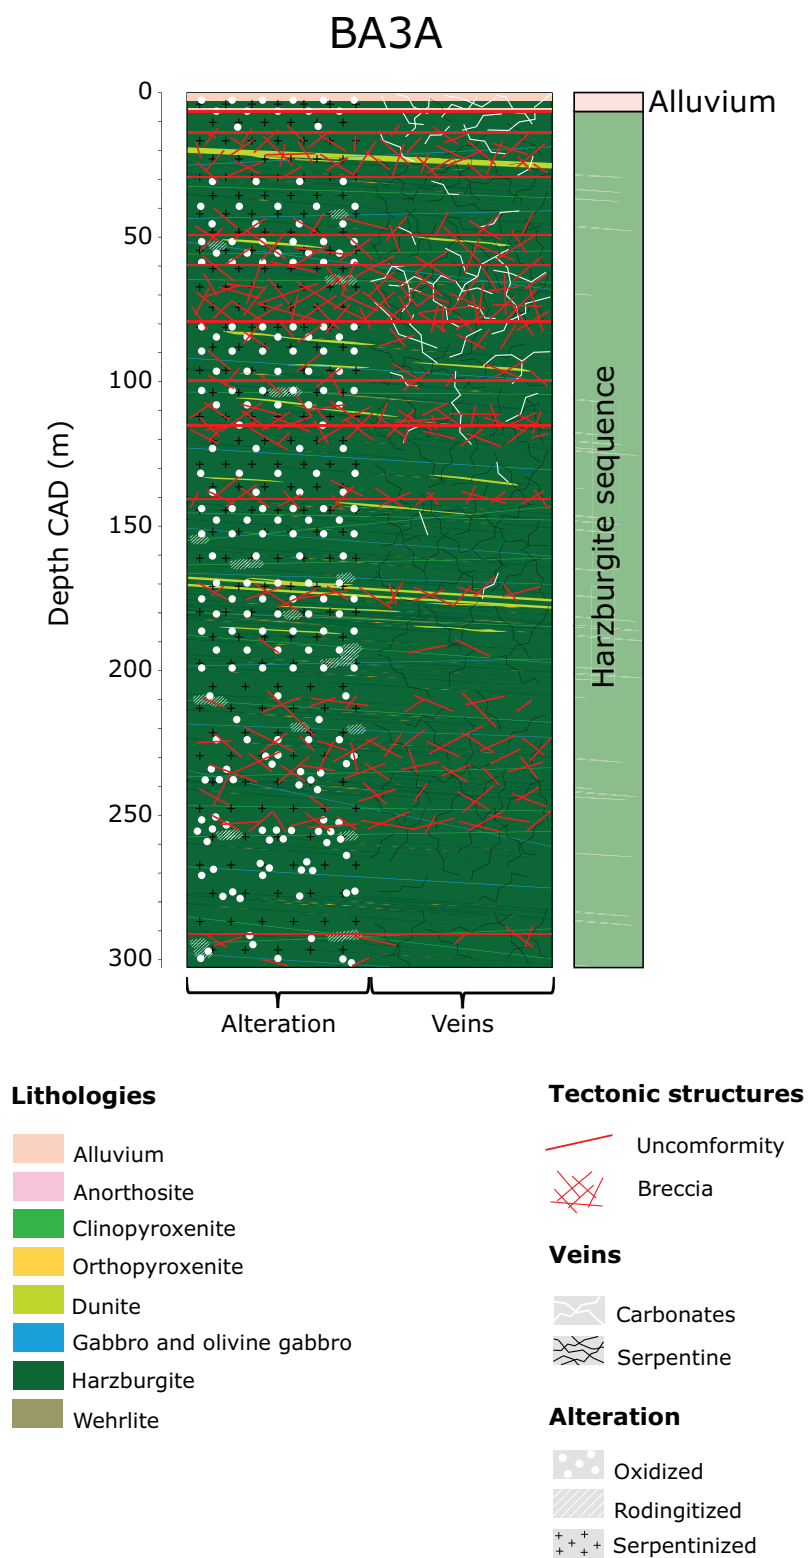 BA3A
0
50
100
150
200
250
300
Depth CAD (m)
Alluvium
Harzburgite sequence
Alteration
Veins
Lithologies
Alluvium
Anorthosite
Clinopyroxenite
Orthopyroxenite
Dunite
Gabbro and olivine gabbro
Harzburgite
Wehrlite
Tectonic structures
Uncomformity
Breccia
Veins
Carbonates
Serpentine
Alteration
Oxidized
Rodingitized
Serpentinized